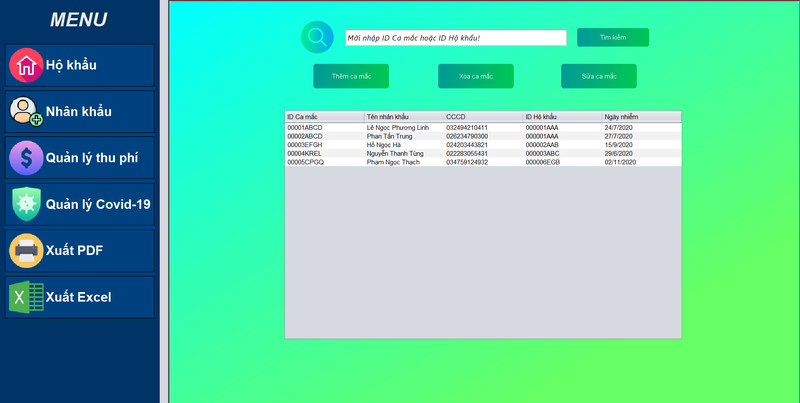 MENU
Hộ khẩu
Nhân khẩu
Quản lý thu phí
Quản lý Covid-19
Xuất PDF
Xuất Excel
Mời nhập ID Ca mắc hoặc ID Hộ khẩu! Tìm kiếm
Thêm ca mắc Xóa ca mắc Sửa ca mắc
ID Ca mắc Tên nhân khẩu CCCD ID Hộ khẩu Ngày nhiễm
00001ABCD Lê Ngọc Phương Linh 032494210411 000001AAA 24/7/2020
00002ABCD Phan Tấn Trung 026234790300 000001AAA 27/7/2020
00003EFGH Hồ Ngọc Hà 024203443821 000002AAB 15/9/2020
00004KREL Nguyễn Thanh Tùng 022283055431 000003ABC 29/6/2020
00005CPGQ Phạm Ngọc Thạch 034759124932 000006EGB 02/11/2020